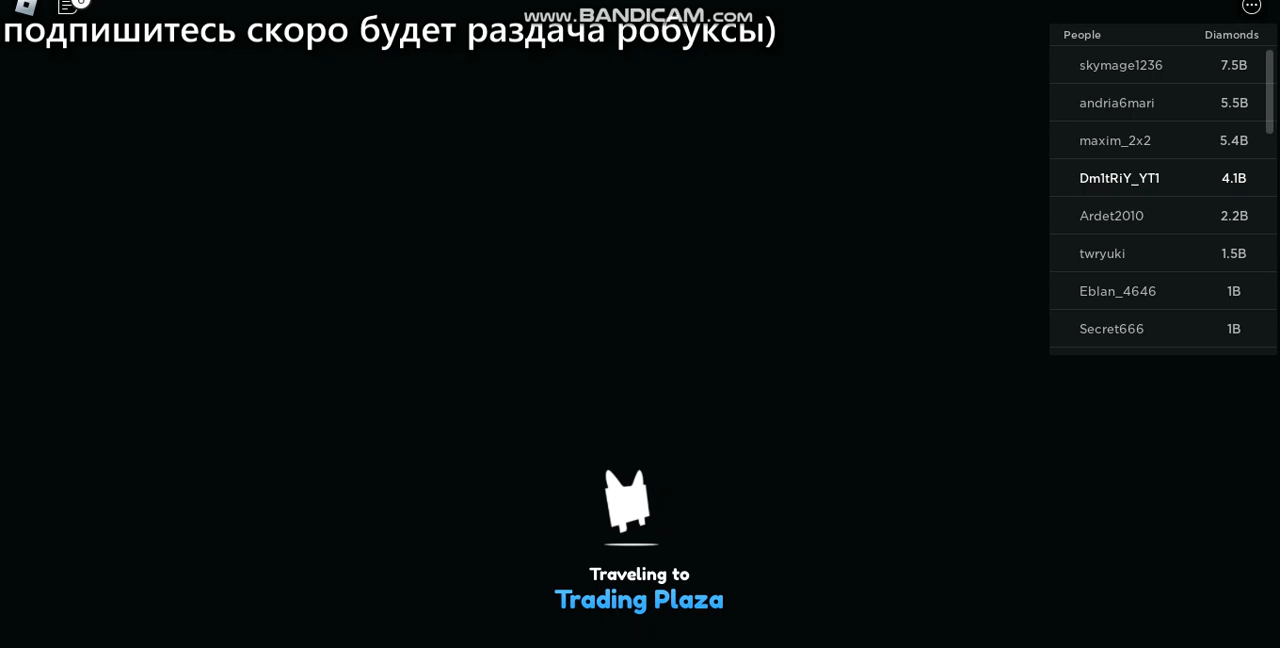 www.BANDICAM.com
подпишитесь скоро будет раздача робуксы)
People Diamonds
skymage1236 7.5B
andria6mari 5.5B
maxim_2x2 5.4B
Dm1tRiY_YT1 4.1B
Ardet2010 2.2B
twryuki 1.5B
Eblan_4646 1B
Secret666 1B
Traveling to
Trading Plaza